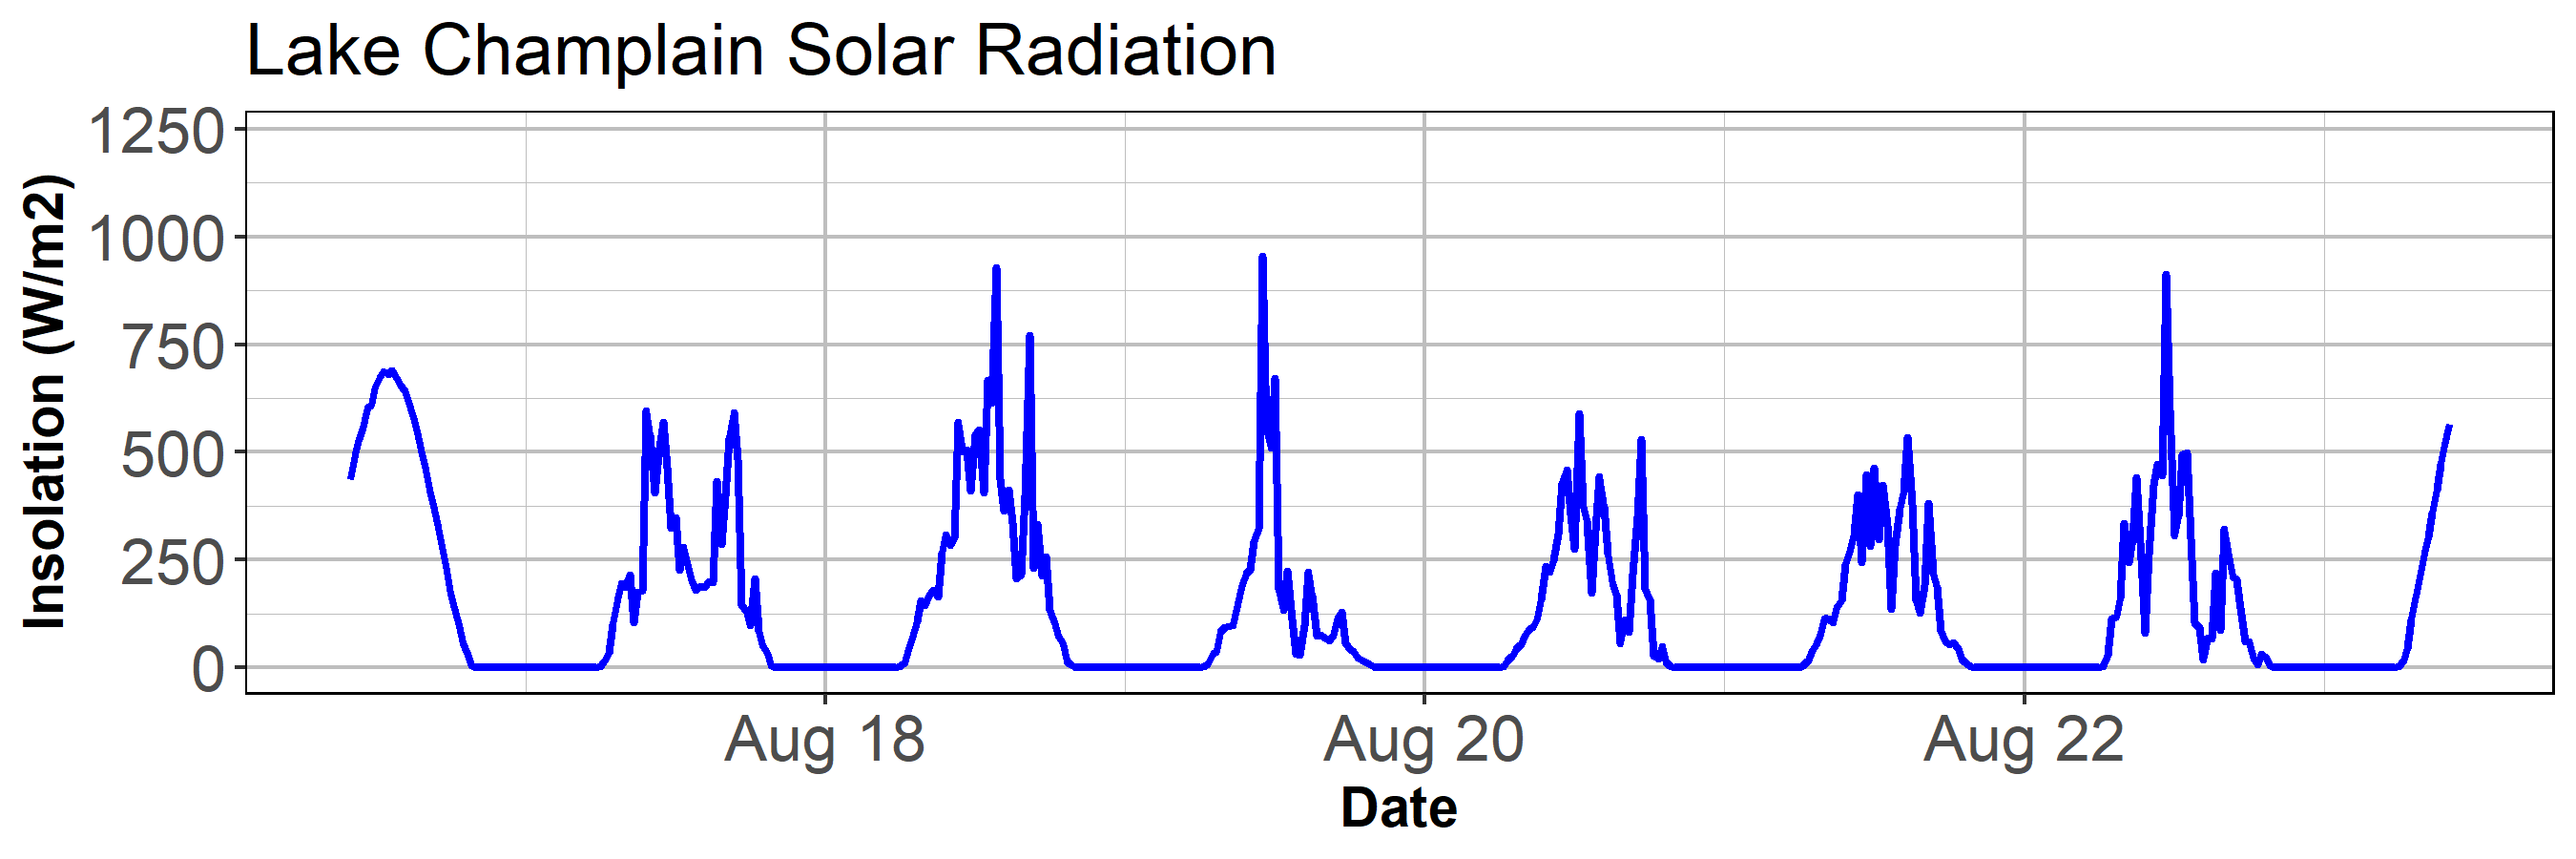 Lake Champlain Solar Radiation
Insolation (W/m2)
1250
1000
750
500
250
0
Aug 18
Aug 20
Aug 22
Date